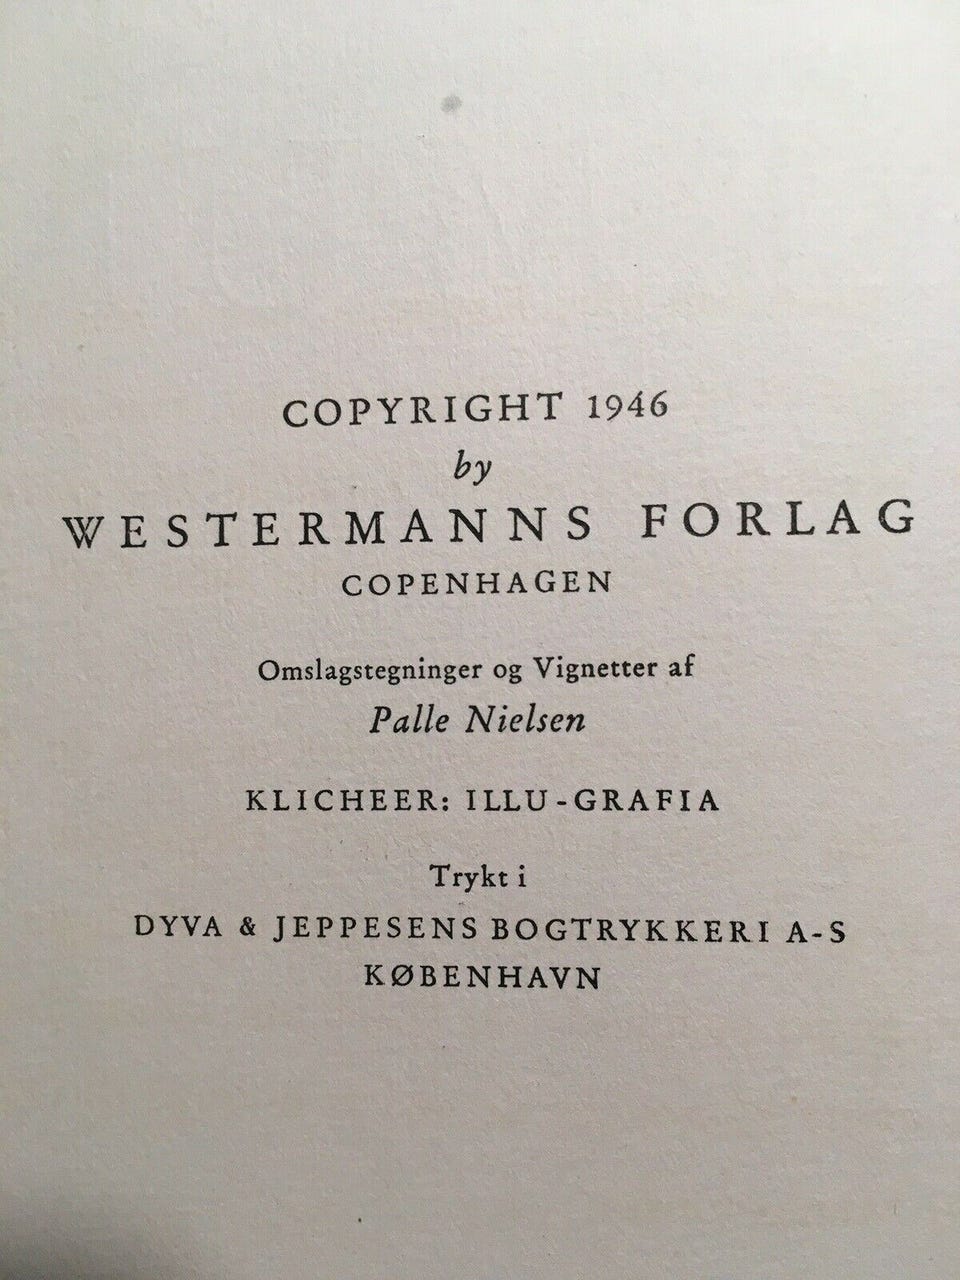 COPYRIGHT 1946
by
WESTERMANNS FORLAG
COPENHAGEN
Omslagstegninger og Vignetter af
Palle Nielsen
KLICHEER: ILLU-GRAFIA
Trykt i
DYVA & JEPPESENS BOGTRYKKERI A-S
KØBENHAVN